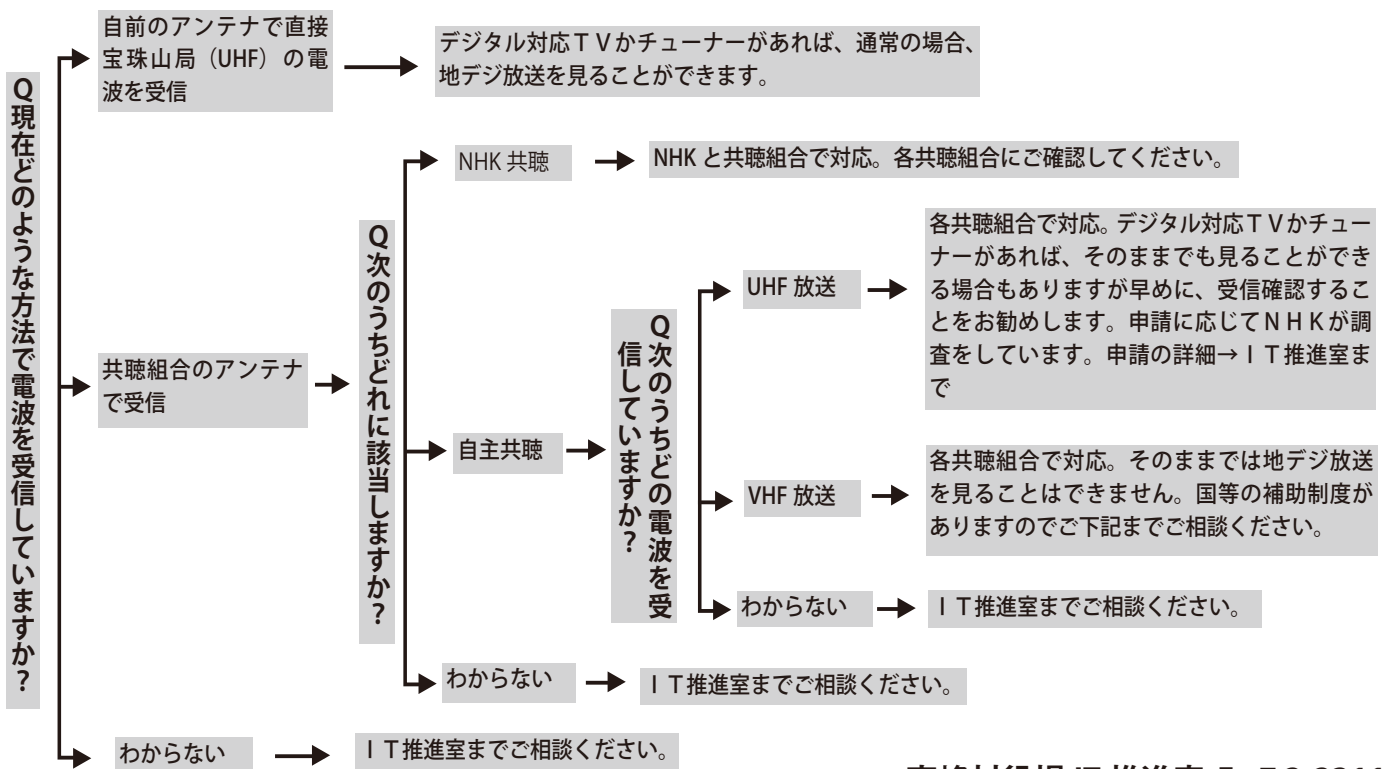 Q現在どのような方法で電波を受信していますか？
自前のアンテナで直接
宝珠山局（UHF）の電
波を受信
デジタル対応ＴＶかチューナーがあれば、通常の場合、
地デジ放送を見ることができます。
共聴組合のアンテナ
で受信
Q次のうちどれに該当しますか？
NHK 共聴
NHK と共聴組合で対応。各共聴組合にご確認してください。
自主共聴
Q次のうちどの電波を受
信していますか？
UHF 放送
各共聴組合で対応。デジタル対応ＴＶかチュー
ナーがあれば、そのままでも見ることができ
る場合もありますが早めに、受信確認するこ
とをお勧めします。申請に応じてＮＨＫが調
査をしています。申請の詳細→ＩＴ推進室ま
で
VHF 放送
各共聴組合で対応。そのままでは地デジ放送
を見ることはできません。国等の補助制度が
ありますのでご下記までご相談ください。
わからない
ＩＴ推進室までご相談ください。
わからない
ＩＴ推進室までご相談ください。
わからない
ＩＴ推進室までご相談ください。